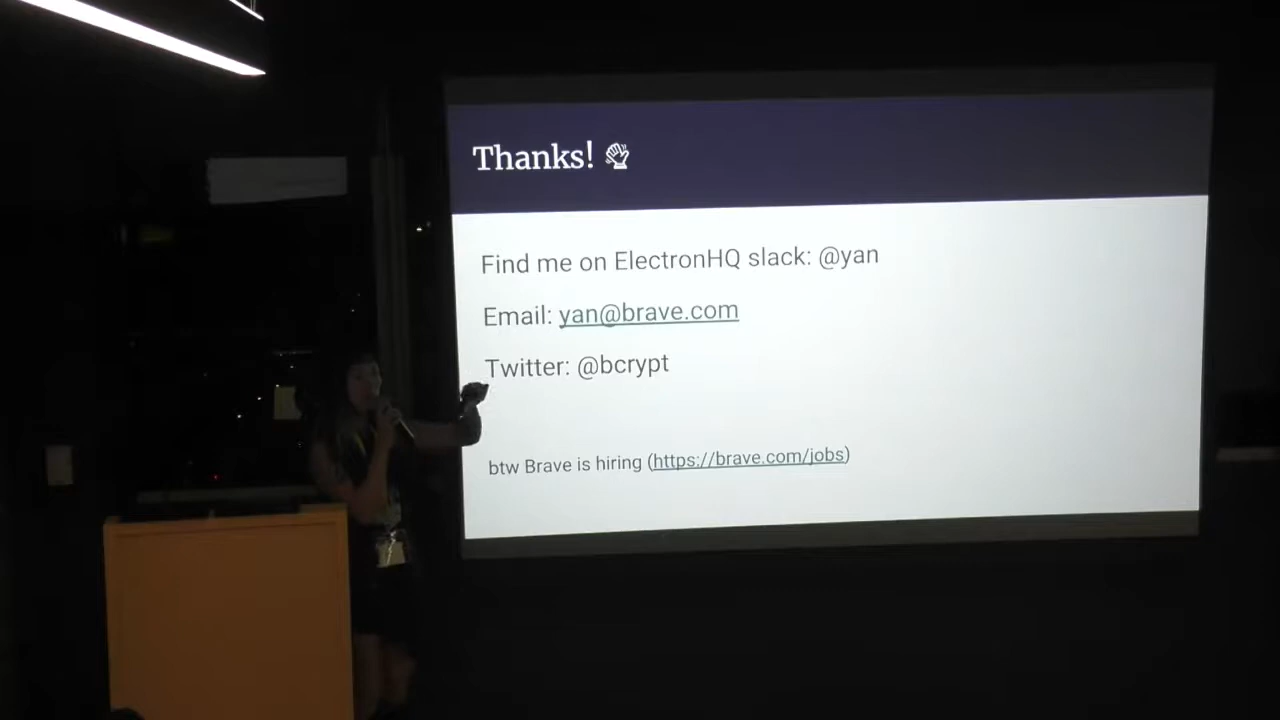 Thanks! 👋
Find me on ElectronHQ slack: @yan
Email: yan@brave.com
Twitter: @bcrypt
btw Brave is hiring (https://brave.com/jobs)